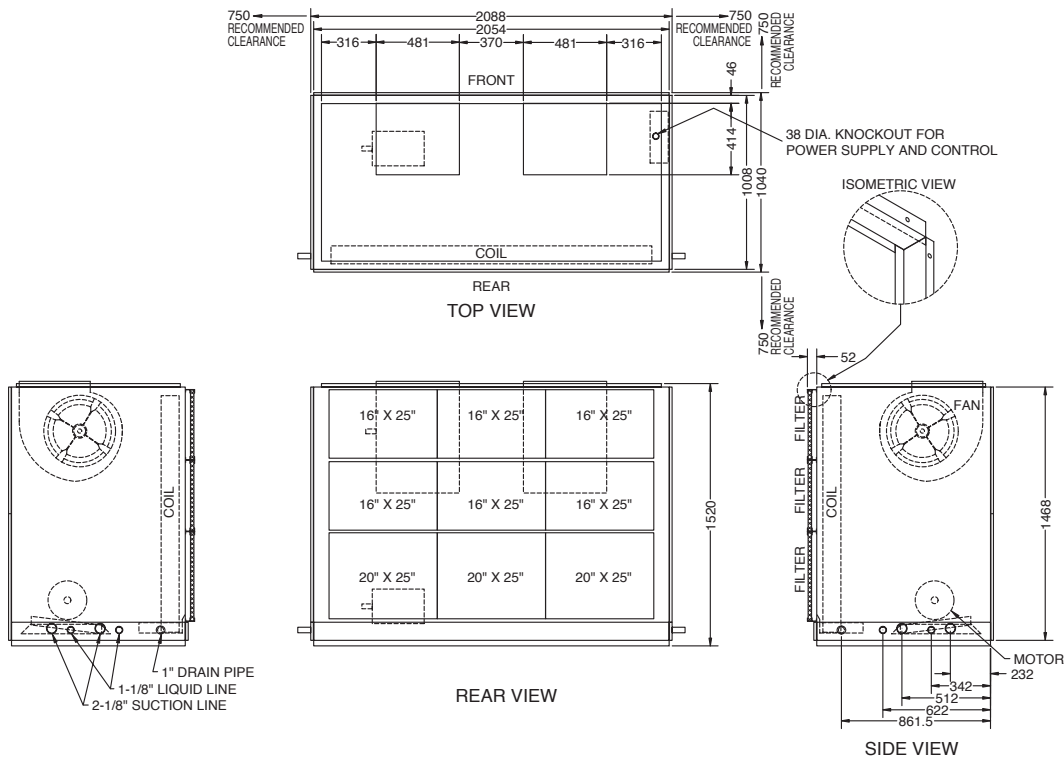 750
RECOMMENDED
CLEARANCE
2088
2054
316
481
370
481
316
750
RECOMMENDED
CLEARANCE
750
RECOMMENDED
CLEARANCE
FRONT
46
414
1008
1040
38 DIA. KNOCKOUT FOR
POWER SUPPLY AND CONTROL
ISOMETRIC VIEW
COIL
REAR
TOP VIEW
750
RECOMMENDED
CLEARANCE
52
COIL
1" DRAIN PIPE
1-1/8" LIQUID LINE
2-1/8" SUCTION LINE
16" X 25"
16" X 25"
16" X 25"
16" X 25"
16" X 25"
16" X 25"
20" X 25"
20" X 25"
20" X 25"
1520
REAR VIEW
FILTER
FILTER
FILTER
COIL
FAN
1468
MOTOR
232
342
512
622
861.5
SIDE VIEW